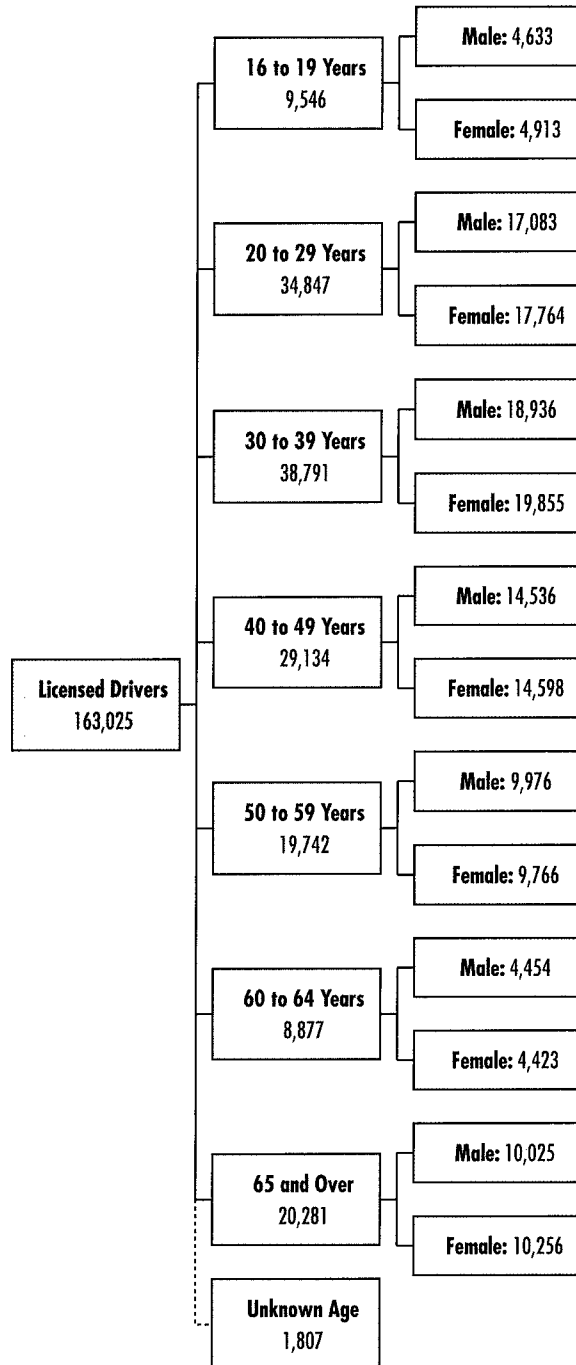 16 to 19 Years
9,546
Male: 4,633
Female: 4,913
20 to 29 Years
34,847
Male: 17,083
Female: 17,764
30 to 39 Years
38,791
Male: 18,936
Female: 19,855
40 to 49 Years
29,134
Male: 14,536
Female: 14,598
Licensed Drivers
163,025
50 to 59 Years
19,742
Male: 9,976
Female: 9,766
60 to 64 Years
8,877
Male: 4,454
Female: 4,423
65 and Over
20,281
Male: 10,025
Female: 10,256
Unknown Age
1,807